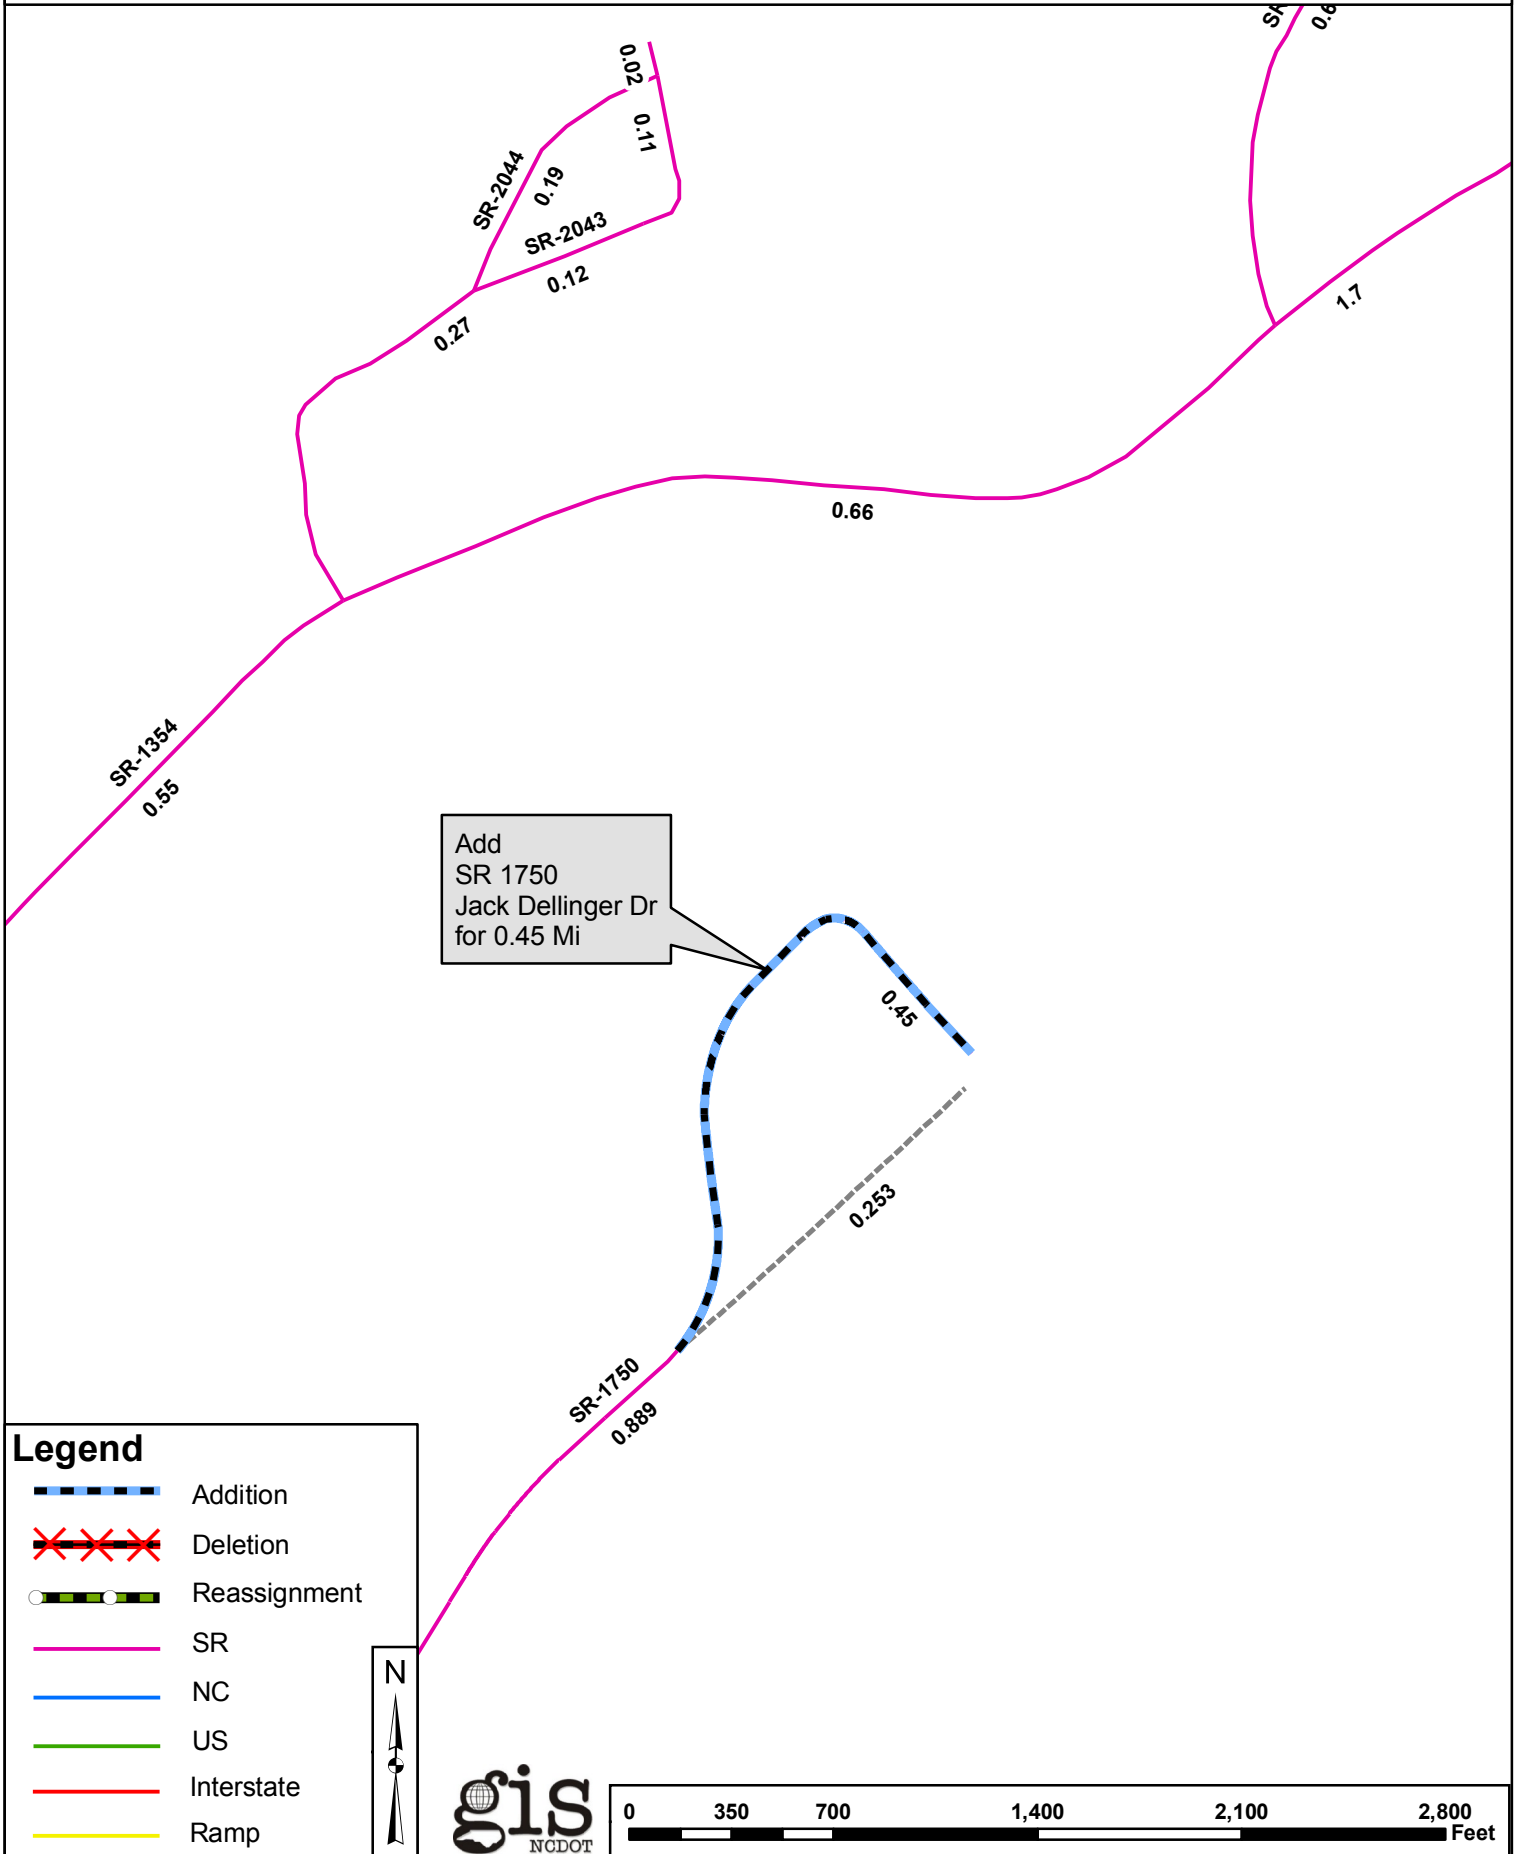 0.02
0.11
SR-2044
0.19
SR-2043
0.12
0.27
1.7
0.66
SR-1354
0.55
Add
SR 1750
Jack Dellinger Dr
for 0.45 Mi
0.45
0.253
SR-1750
0.889
Legend
Addition
Deletion
Reassignment
SR
NC
US
Interstate
Ramp
N
gis
NCDOT
0 350 700 1,400 2,100 2,800
Feet